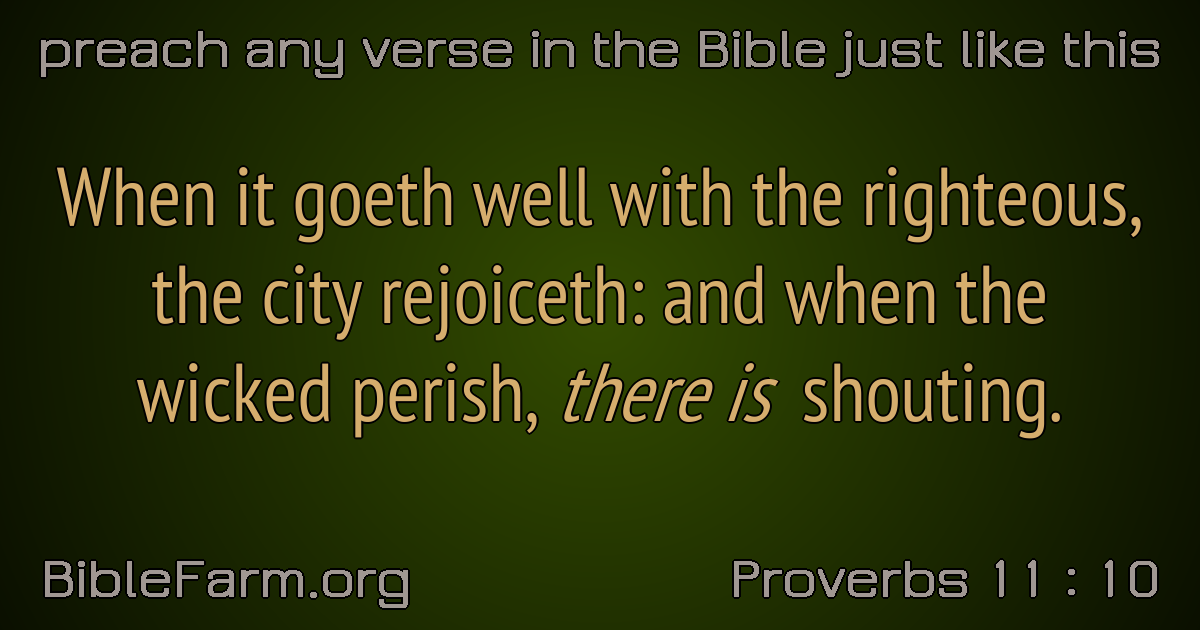 preach any verse in the Bible just like this
When it goeth well with the righteous,
the city rejoiceth: and when the
wicked perish, there is shouting.
BibleFarm.org
Proverbs 11 : 10